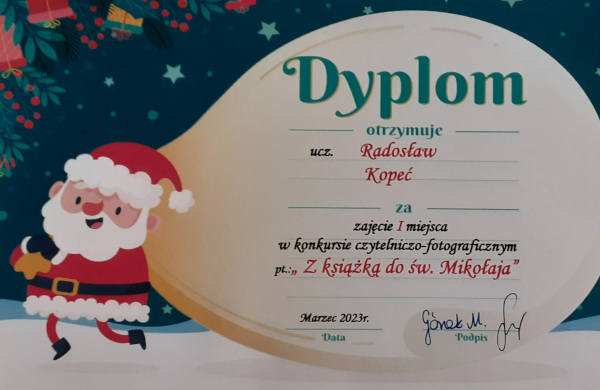 Dyplom
otrzymuje
ucz. Radosław
Kopeć
za
zajęcie I miejsca
w konkursie czytelniczo-fotograficznym
pt.:„ Z książką do św. Mikołaja”
Marzec 2023r.
Data
Podpis